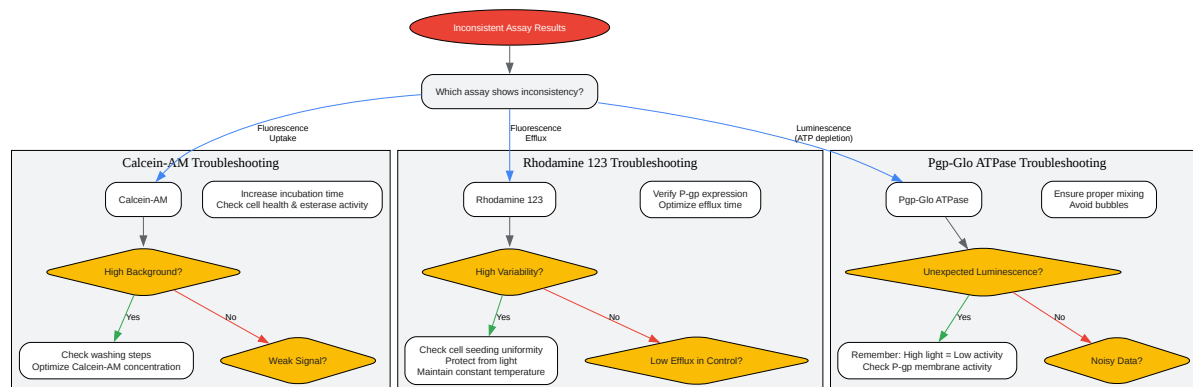 Inconsistent Assay Results
Which assay shows inconsistency?
Fluorescence
Uptake
Fluorescence
Efflux
Luminescence
(ATP depletion)
Calcein-AM Troubleshooting
Calcein-AM
Increase incubation time
Check cell health & esterase activity
High Background?
Yes
No
Check washing steps
Optimize Calcein-AM concentration
Weak Signal?
Rhodamine 123 Troubleshooting
Rhodamine 123
Verify P-gp expression
Optimize efflux time
High Variability?
Yes
No
Check cell seeding uniformity
Protect from light
Maintain constant temperature
Low Efflux in Control?
Pgp-Glo ATPase Troubleshooting
Pgp-Glo ATPase
Ensure proper mixing
Avoid bubbles
Unexpected Luminescence?
Yes
No
Remember: High light = Low activity
Check P-gp membrane activity
Noisy Data?